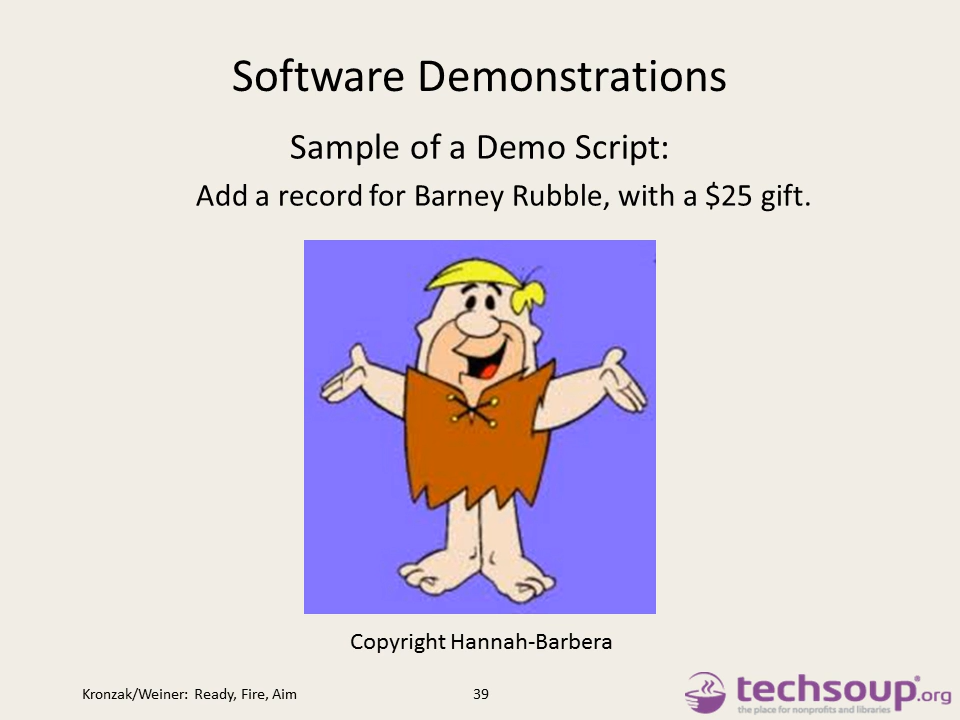 Software Demonstrations
Sample of a Demo Script:
Add a record for Barney Rubble, with a $25 gift.
Copyright Hannah-Barbera
Kronzak/Weiner: Ready, Fire, Aim
39
techsoup.org
the place for nonprofits and libraries